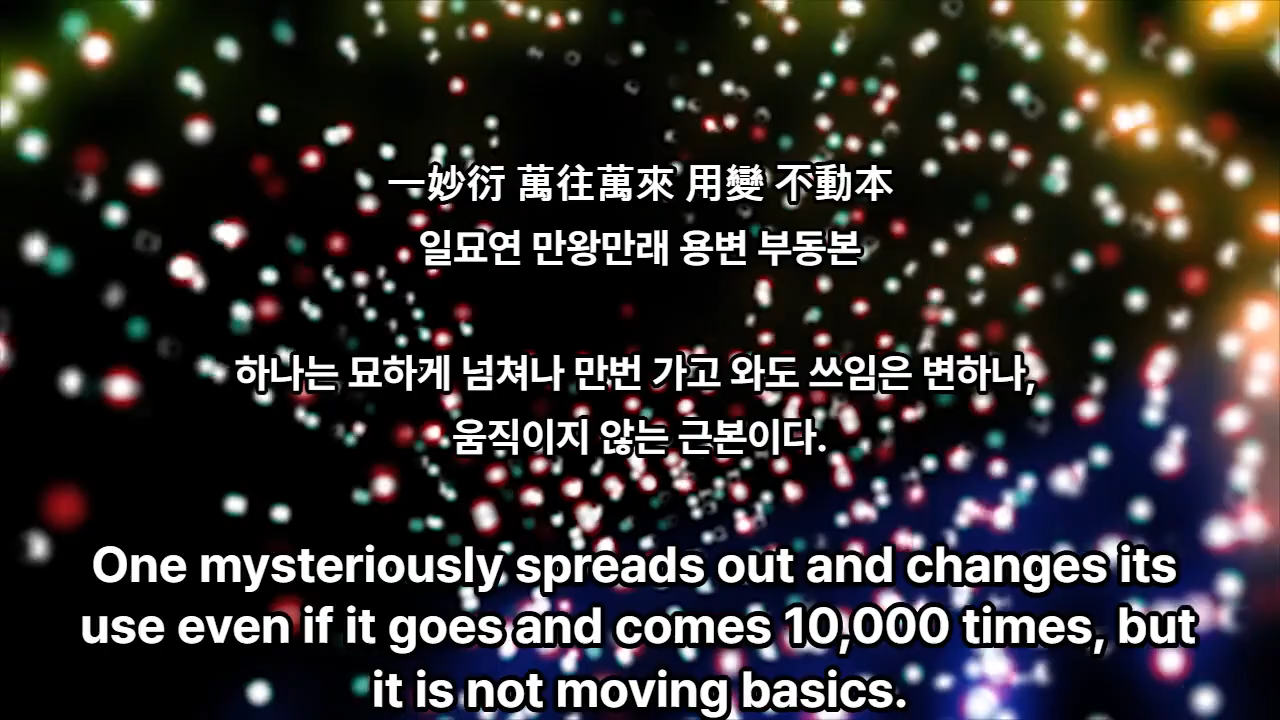 一妙衍 萬往萬來 用變 不動本
일묘연 만왕만래 용변 부동본
하나는 묘하게 넘쳐나 만번 가고 와도 쓰임은 변하나,
움직이지 않는 근본이다.
One mysteriously spreads out and changes its
use even if it goes and comes 10,000 times, but
it is not moving basics.